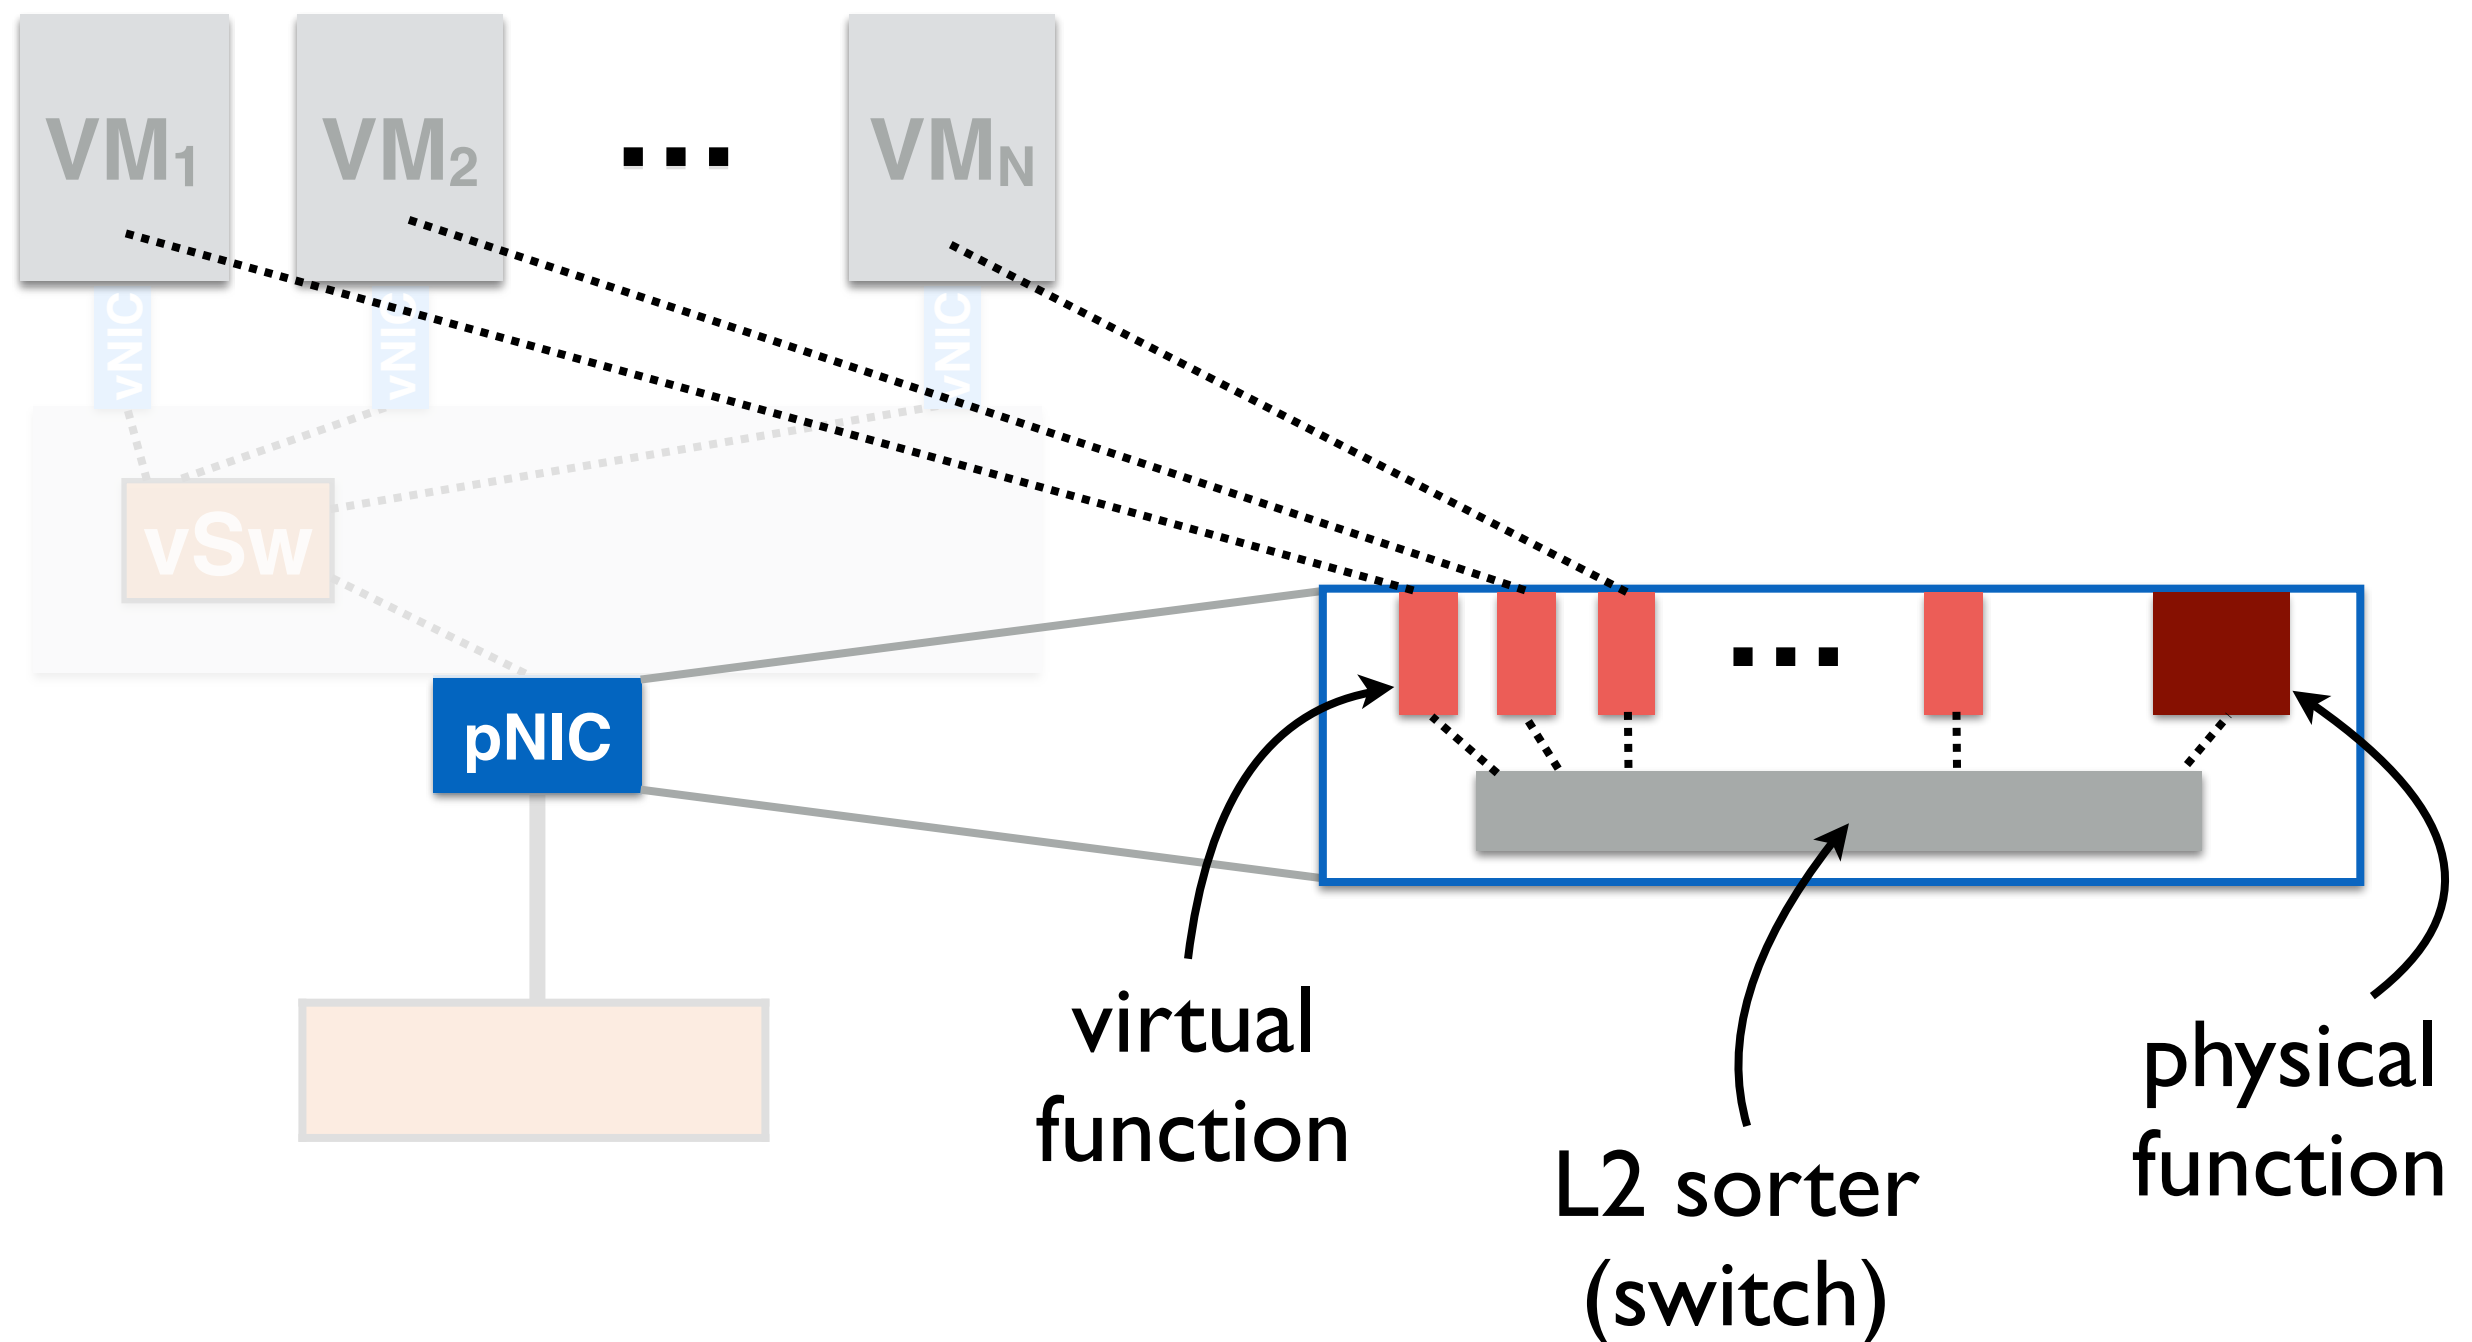 VM1
VM2
...
VMN
vNIC
vNIC
vNIC
vSw
pNIC
...
virtual
function
L2 sorter
(switch)
physical
function